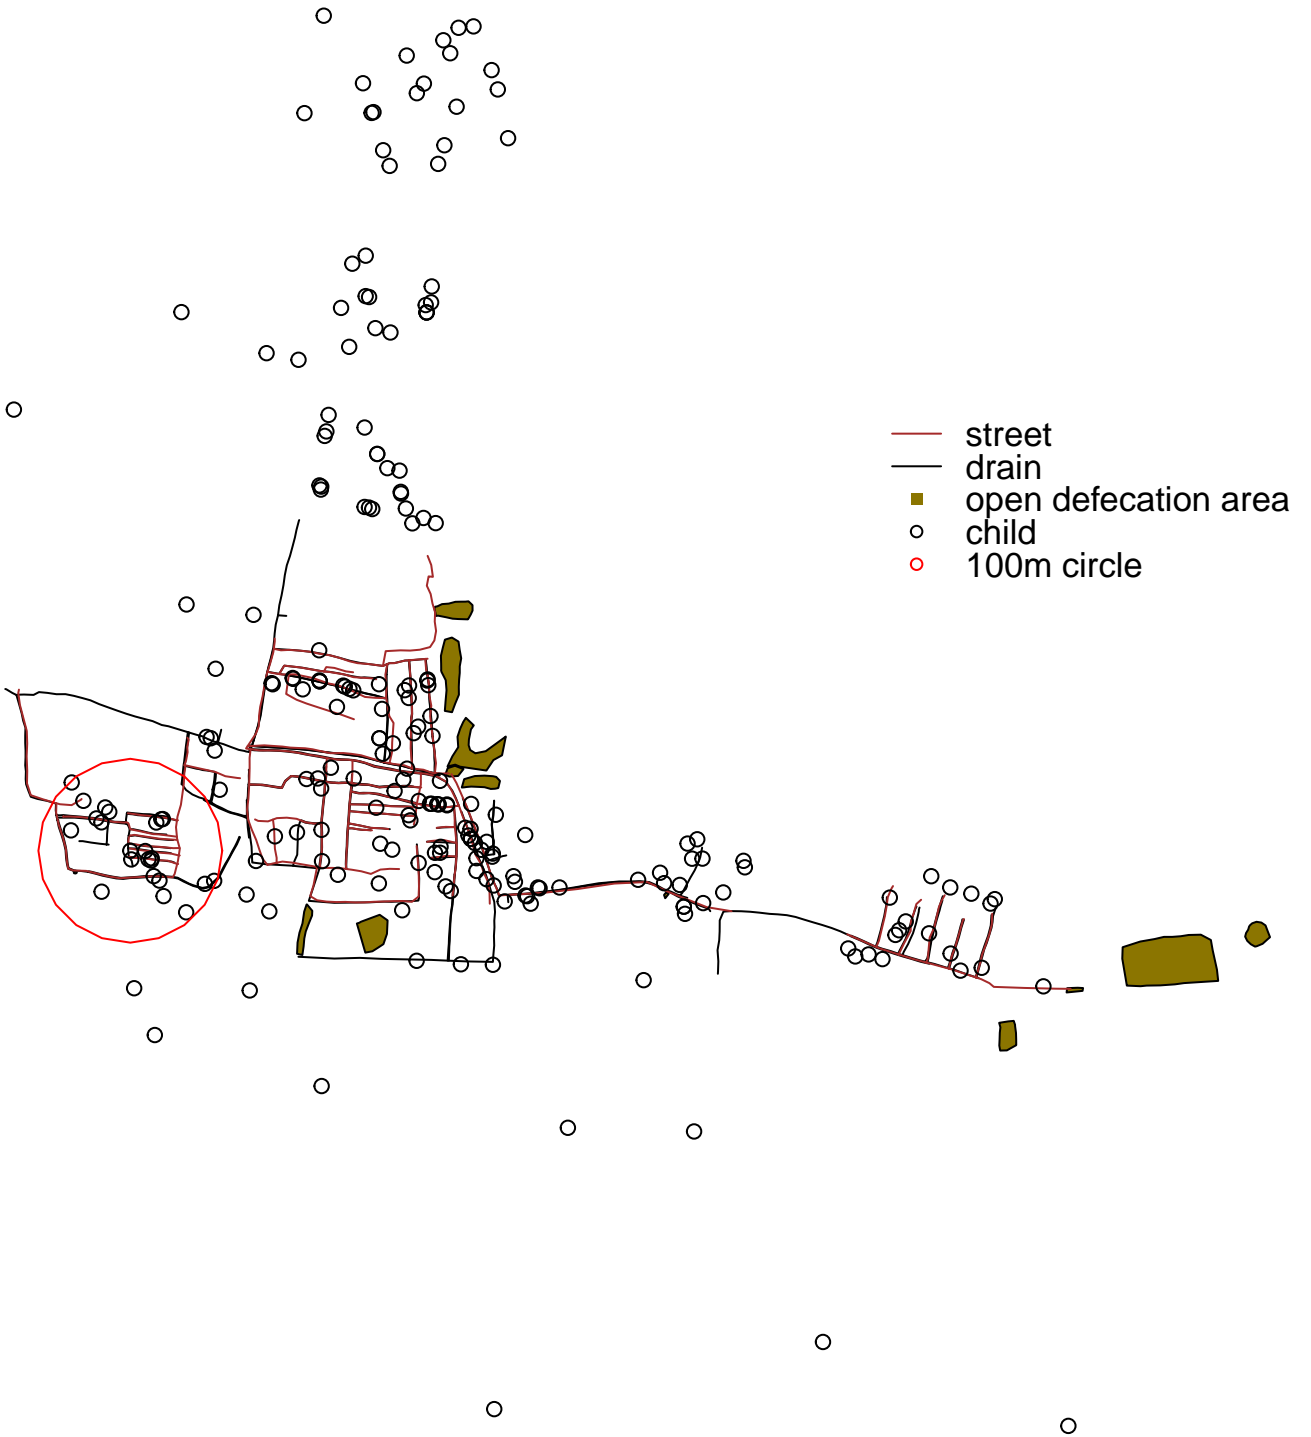 street
drain
open defecation area
child
100m circle